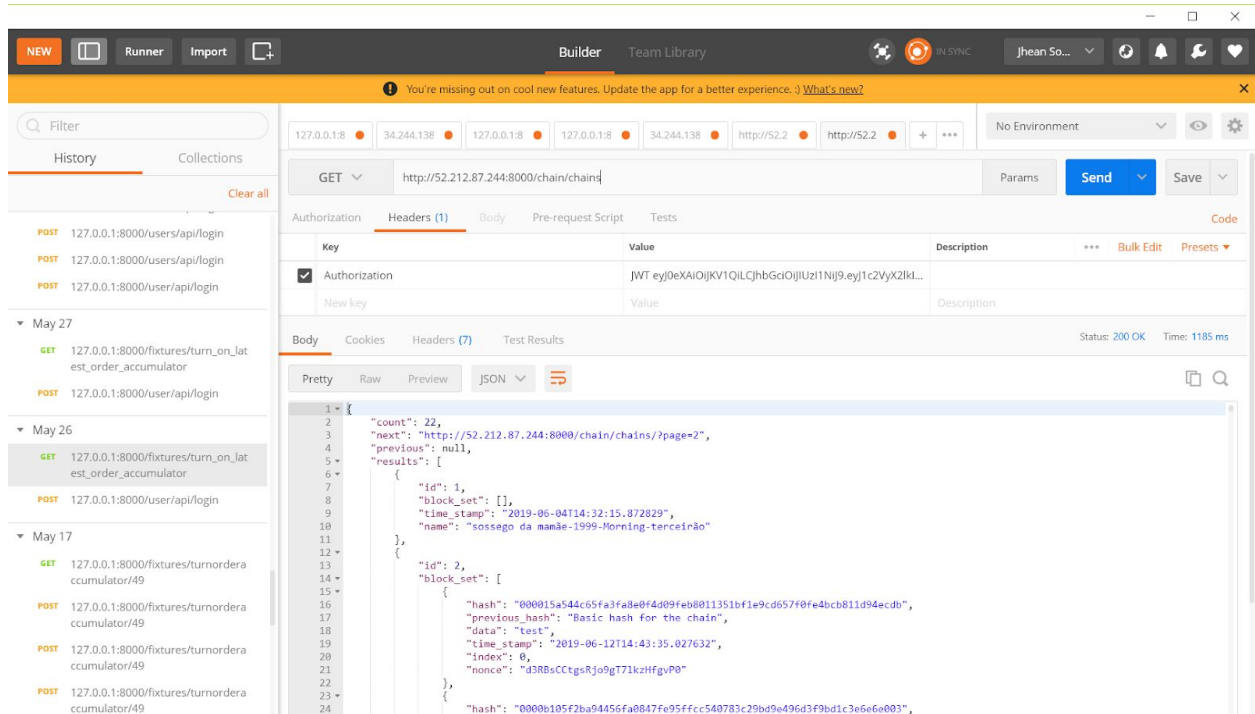 NEW Runner Import Builder Team Library IN SYNC Jhean So...
You're missing out on cool new features. Update the app for a better experience. :) What's new?
Filter
History Collections
Clear all
POST 127.0.0.1:8000/users/api/login
POST 127.0.0.1:8000/users/api/login
POST 127.0.0.1:8000/user/api/login
May 27
GET 127.0.0.1:8000/fixtures/turn_on_lat
est_order_accumulator
POST 127.0.0.1:8000/user/api/login
May 26
GET 127.0.0.1:8000/fixtures/turn_on_lat
est_order_accumulator
POST 127.0.0.1:8000/user/api/login
May 17
GET 127.0.0.1:8000/fixtures/turnordera
ccumulator/49
POST 127.0.0.1:8000/fixtures/turnordera
ccumulator/49
POST 127.0.0.1:8000/fixtures/turnordera
ccumulator/49
POST 127.0.0.1:8000/fixtures/turnordera
ccumulator/49
127.0.0.1:8 34.244.138 127.0.0.1:8 127.0.0.1:8 34.244.138 http://52.2 http://52.2 + ••• No Environment
GET http://52.212.87.244:8000/chain/chains Params Send Save
Authorization Headers (1) Body Pre-request Script Tests Code
Key Value Description ••• Bulk Edit Presets
Authorization JWT eyJ0eXAiOiJKV1QiLCJhbGciOiJIUzI1NiJ9.eyJ1c2VyX2lkI...
New key Value Description
Body Cookies Headers (7) Test Results Status: 200 OK Time: 1185 ms
Pretty Raw Preview JSON
1 {
2 "count": 22,
3 "next": "http://52.212.87.244:8000/chain/chains/?page=2",
4 "previous": null,
5 "results": [
6 {
7 "id": 1,
8 "block_set": [],
9 "time_stamp": "2019-06-04T14:32:15.872829",
10 "name": "sossego da mamãe-1999-Morning-terceirão"
11 },
12 {
13 "id": 2,
14 "block_set": [
15 {
16 "hash": "000015a544c65fa3fa8e0f4d09feb8011351bf1e9cd657f0fe4bcb811d94ecdb",
17 "previous_hash": "Basic hash for the chain",
18 "data": "test",
19 "time_stamp": "2019-06-12T14:43:35.027632",
20 "index": 0,
21 "nonce": "d3RBsCCtgsRjo9gT7lkzHfgvP0"
22 },
23 {
24 "hash": "0000b105f2ba94456fa0847fe95ffcc540783c29bd9e496d3f9bd1c3e6e6e003",